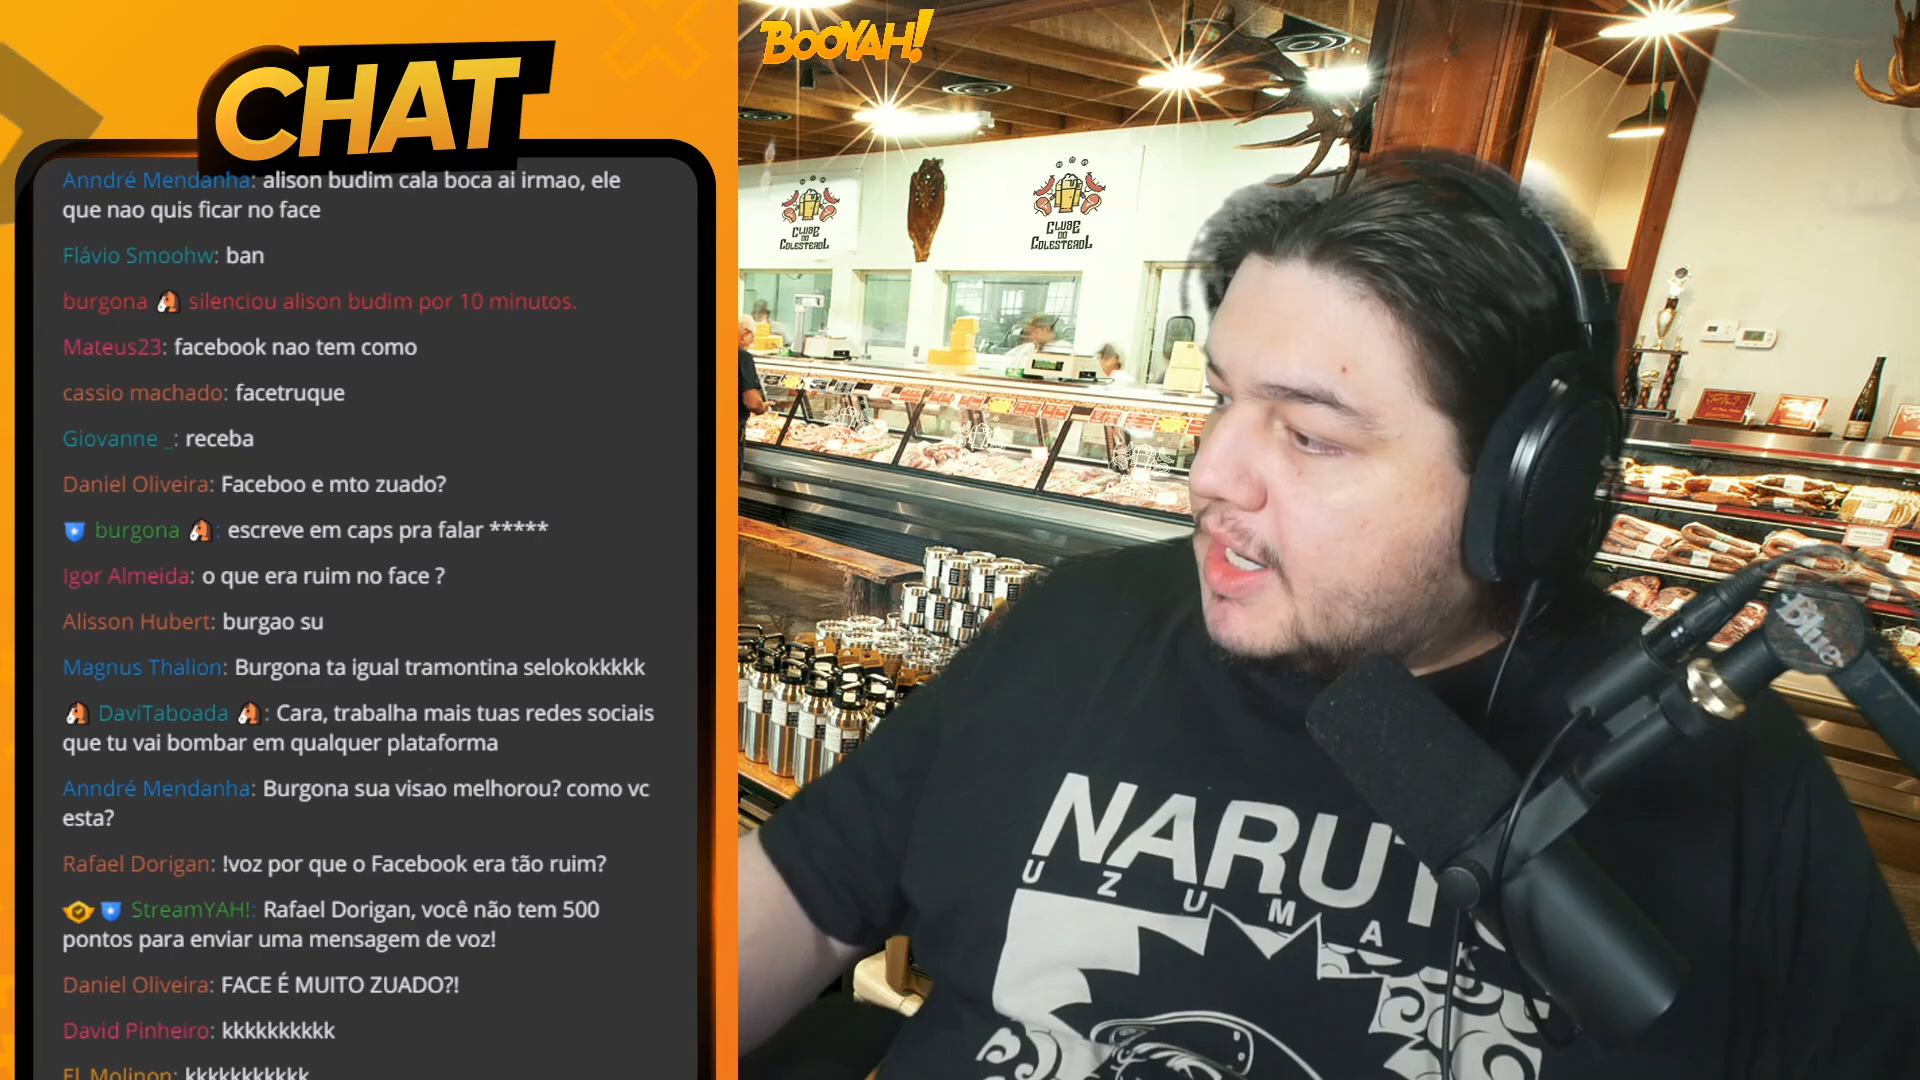 CHAT
BOOYAH!
Anndré Mendanha: alison budim cala boca ai irmao, ele
que nao quis ficar no face
Flávio Smoohw: ban
burgona silenciou alison budim por 10 minutos.
Mateus23: facebook nao tem como
cassio machado: facetruque
Giovanne _: receba
Daniel Oliveira: Faceboo e mto zuado?
burgona : escreve em caps pra falar *****
Igor Almeida: o que era ruim no face ?
Alisson Hubert: burgao su
Magnus Thalion: Burgona ta igual tramontina selokokkkkk
DaviTaboada : Cara, trabalha mais tuas redes sociais
que tu vai bombar em qualquer plataforma
Anndré Mendanha: Burgona sua visao melhorou? como vc
esta?
Rafael Dorigan: !voz por que o Facebook era tão ruim?
StreamYAH!: Rafael Dorigan, você não tem 500
pontos para enviar uma mensagem de voz!
Daniel Oliveira: FACE É MUITO ZUADO?!
David Pinheiro: kkkkkkkkkk
El Molinon: kkkkkkkkkkk
CLUBE
DO
COLESTEROL
CLUBE
DO
COLESTEROL
Blue
NARUT
UZUMAK